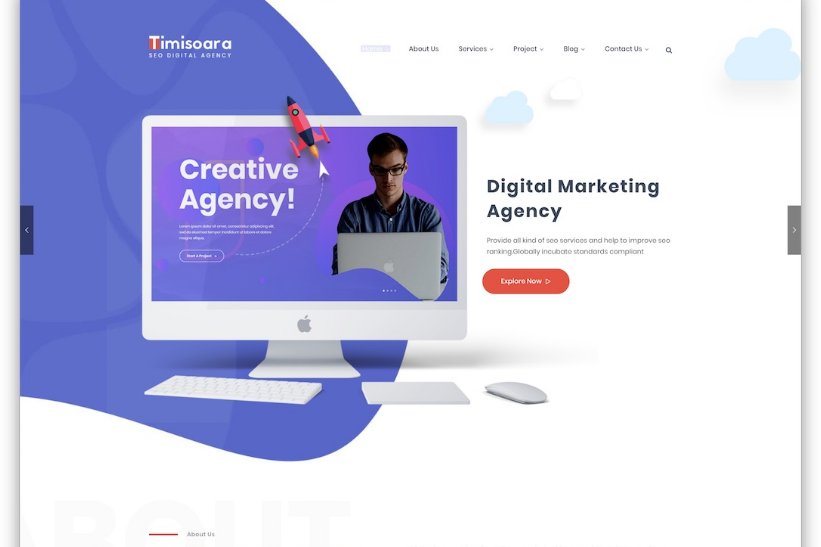 Timisoara
SEO DIGITAL AGENCY
Home
About Us
Services
Project
Blog
Contact Us
Creative
Agency!
Lorem ipsum dolor sit amet, consectetur adipiscing elit,
sed do eiusmod tempor incididunt ut labore et dolore
magna aliqua.
Start A Project
Digital Marketing
Agency
Provide all kind of seo services and help to improve seo
ranking.Globally incubate standards compliant
Explore Now
ABOUT
About Us